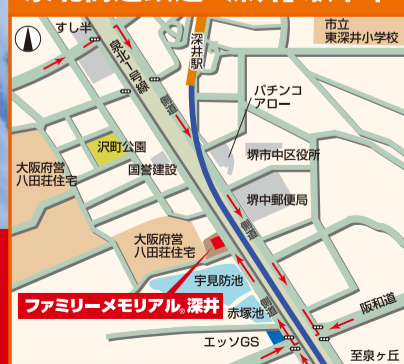 すし半
泉北1号線
深井駅
市立
東深井小学校
側道
パチンコ
アロー
沢町公園
国誉建設
堺市中区役所
大阪府営
八田荘住宅
堺中郵便局
大阪府営
八田荘住宅
側道
宇見防池
ファミリーメモリアル®深井
赤塚池
側道
阪和道
エッソGS
至泉ヶ丘